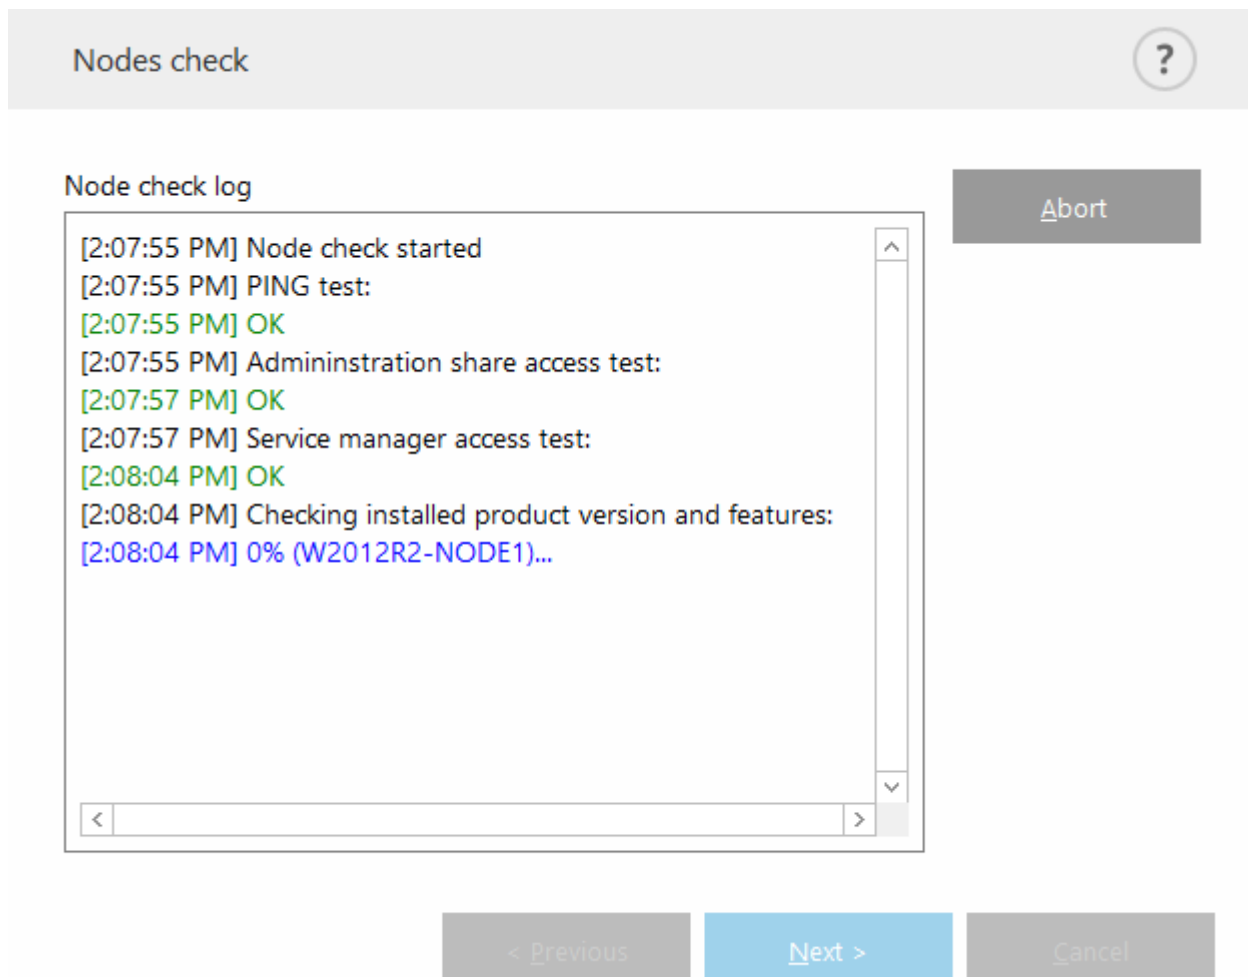 Nodes check
?
Node check log
Abort
[2:07:55 PM] Node check started
[2:07:55 PM] PING test:
[2:07:55 PM] OK
[2:07:55 PM] Admininstration share access test:
[2:07:57 PM] OK
[2:07:57 PM] Service manager access test:
[2:08:04 PM] OK
[2:08:04 PM] Checking installed product version and features:
[2:08:04 PM] 0% (W2012R2-NODE1)...
< Previous
Next >
Cancel